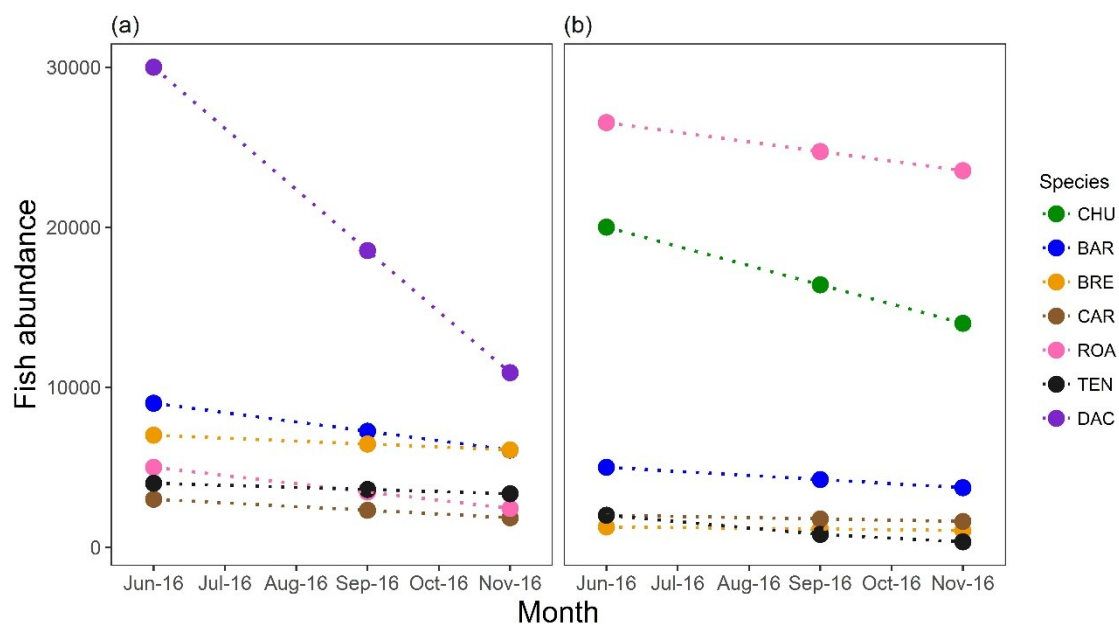 (a)
(b)
Fish abundance
30000
20000
10000
0
Jun-16 Jul-16 Aug-16 Sep-16 Oct-16 Nov-16
Jun-16 Jul-16 Aug-16 Sep-16 Oct-16 Nov-16
Month
Species
CHU
BAR
BRE
CAR
ROA
TEN
DAC